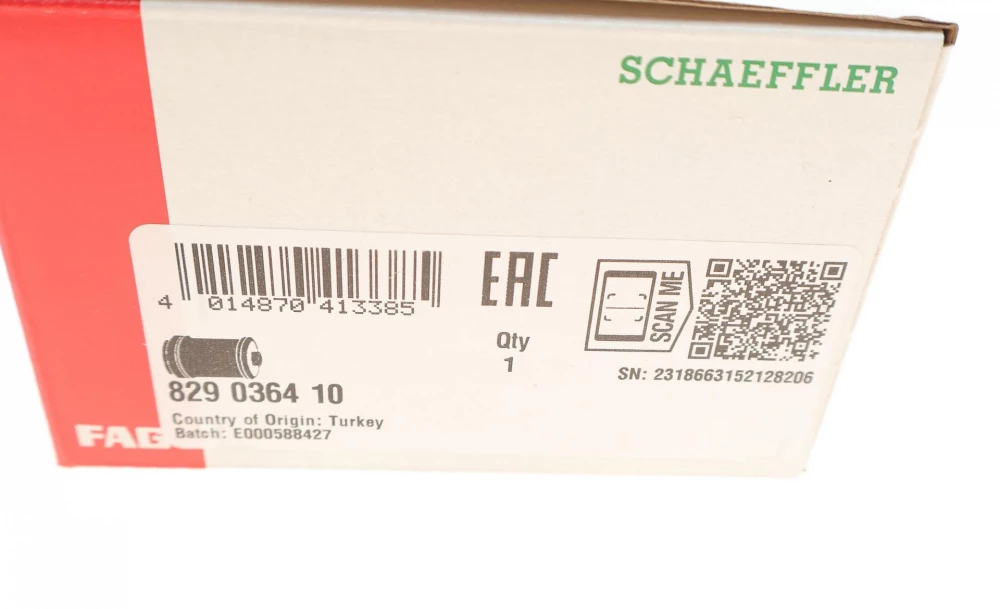 SCHAEFFLER
4 014870 413385
EAC
Qty
1
SCAN ME
SN: 2318663152128206
829 0364 10
Country of Origin: Turkey
Batch: E000588427
FAG